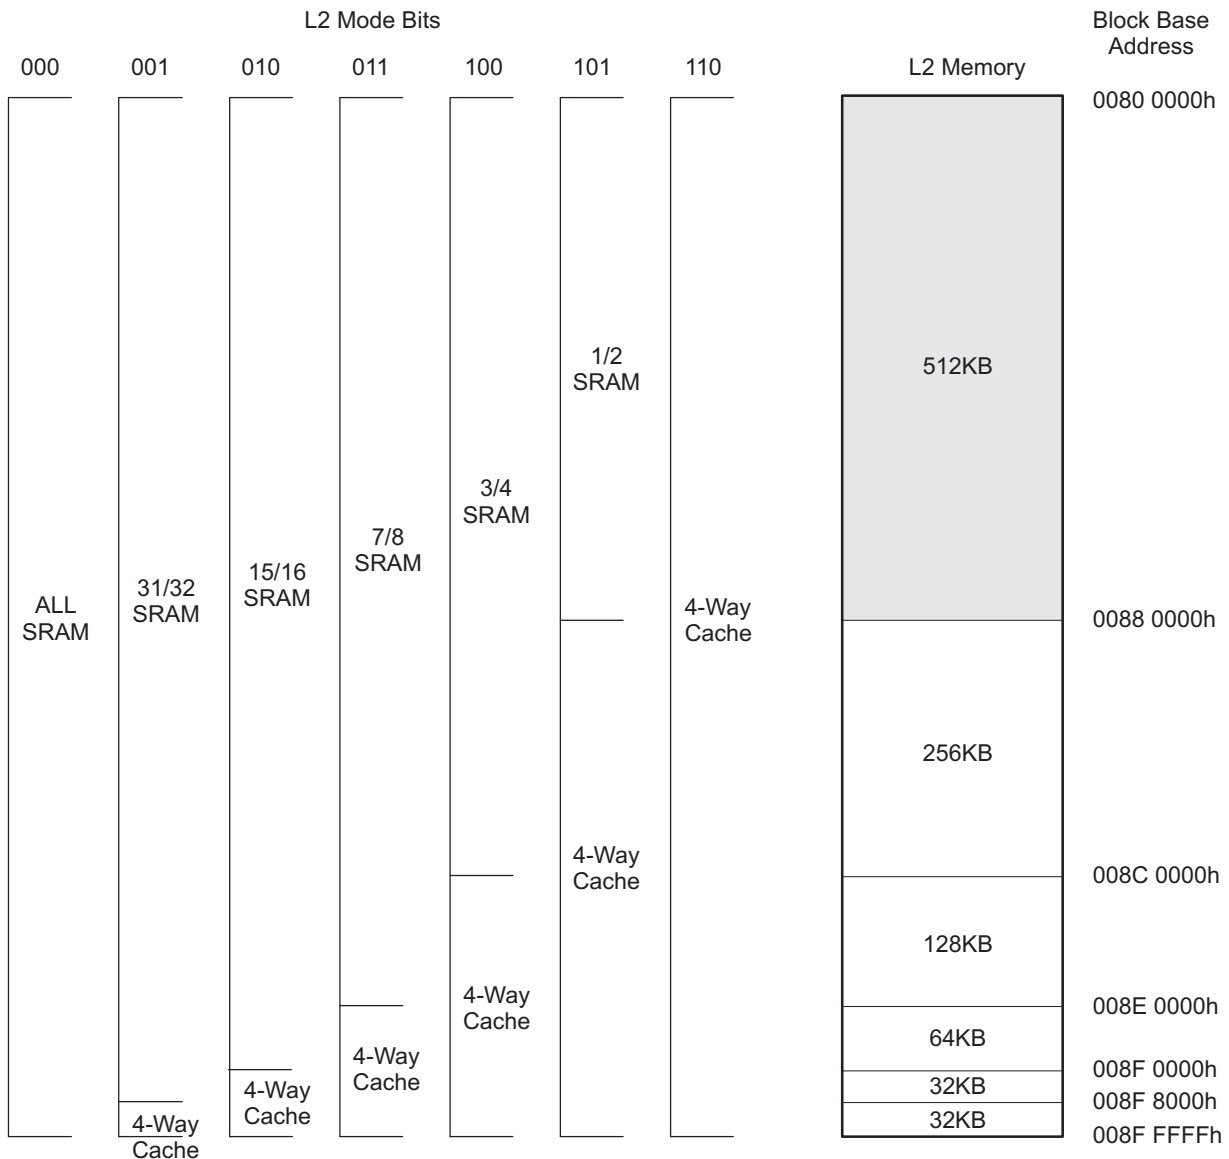 L2 Mode Bits
Block Base
Address
000 001 010 011 100 101 110 L2 Memory
0080 0000h
1/2
SRAM
512KB
3/4
SRAM
7/8
SRAM
15/16
SRAM
31/32
SRAM
ALL
SRAM
4-Way
Cache
0088 0000h
256KB
4-Way
Cache
008C 0000h
128KB
4-Way
Cache
008E 0000h
64KB
4-Way
Cache
008F 0000h
4-Way
Cache
32KB
008F 8000h
4-Way
Cache
32KB
008F FFFFh